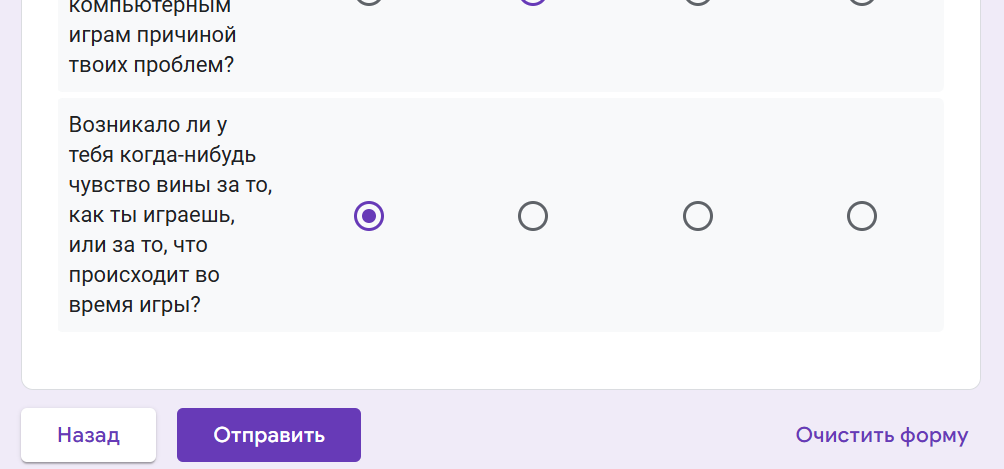 компьютерным
играм причиной
твоих проблем?
Возникало ли у
тебя когда-нибудь
чувство вины за то,
как ты играешь,
или за то, что
происходит во
время игры?
Назад
Отправить
Очистить форму